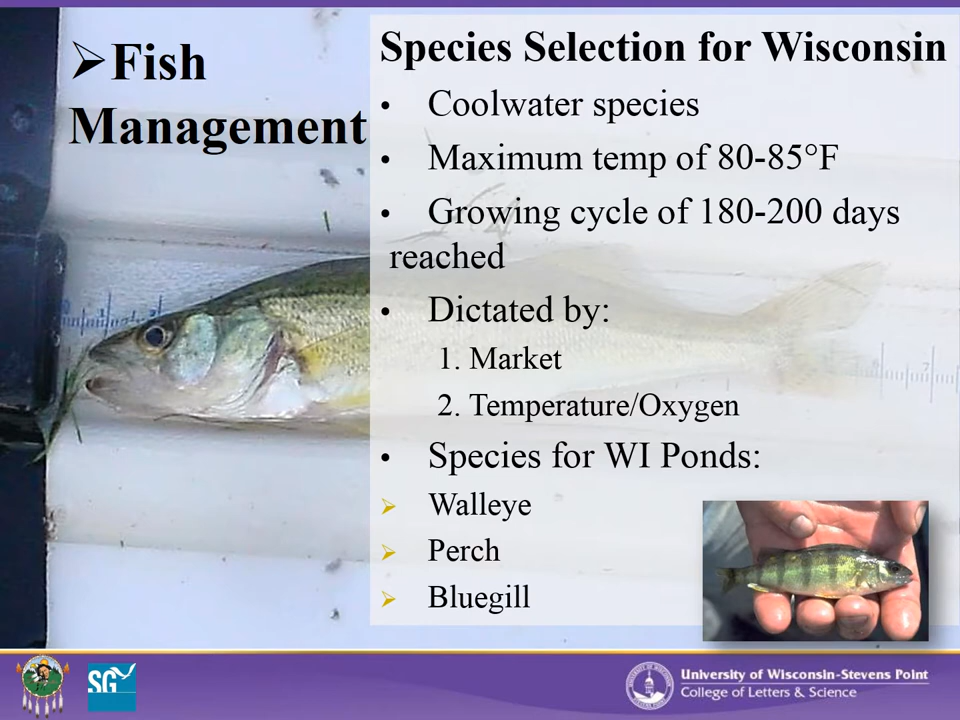 ➢Fish
Management
Species Selection for Wisconsin
• Coolwater species
• Maximum temp of 80-85°F
• Growing cycle of 180-200 days
reached
• Dictated by:
1. Market
2. Temperature/Oxygen
• Species for WI Ponds:
➢ Walleye
➢ Perch
➢ Bluegill
SG
University of Wisconsin-Stevens Point
College of Letters & Science